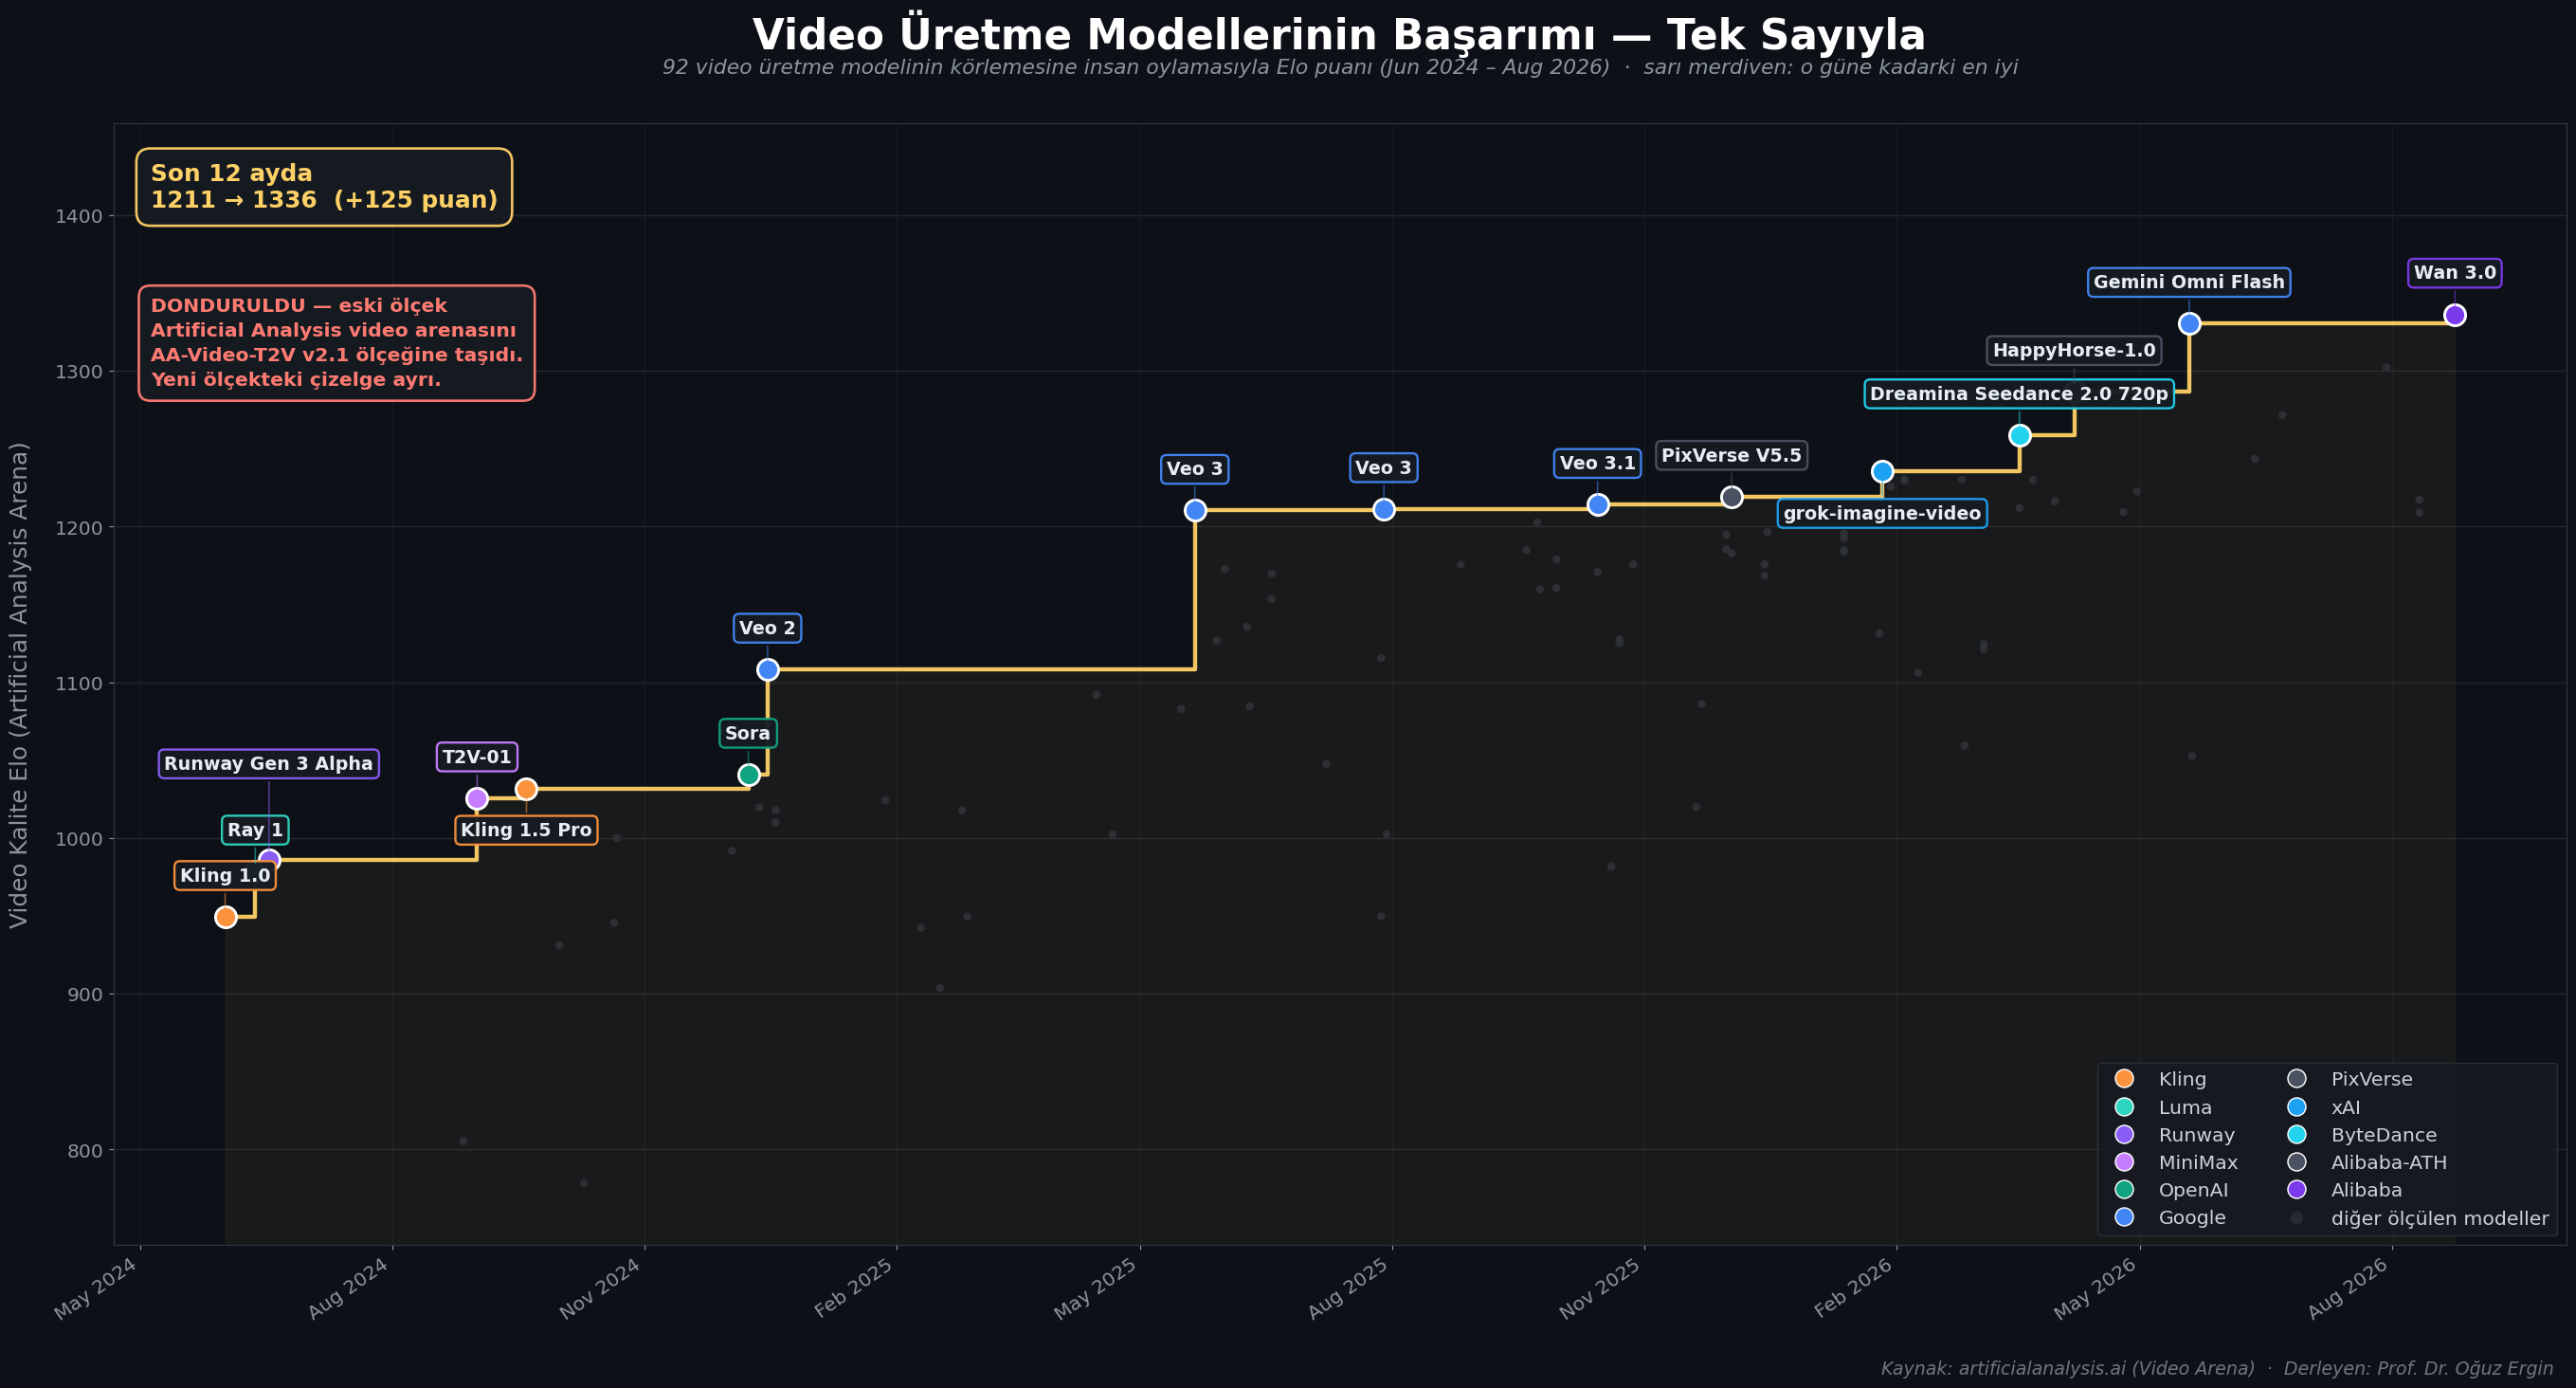 Video Üretme Modellerinin Başarımı — Tek Sayıyla
92 video üretme modelinin körlemesine insan oylamasıyla Elo puanı (Jun 2024 – Aug 2026)  ·  sarı merdiven: o güne kadarki en iyi
Son 12 ayda
1211 → 1336  (+125 puan)
DONDURULDU — eski ölçek
Artificial Analysis video arenasını
AA-Video-T2V v2.1 ölçeğine taşıdı.
Yeni ölçekteki çizelge ayrı.
Video Kalite Elo (Artificial Analysis Arena)
1400
1300
1200
1100
1000
900
800
Kling 1.0
Ray 1
Runway Gen 3 Alpha
T2V-01
Kling 1.5 Pro
Sora
Veo 2
Veo 3
Veo 3
Veo 3.1
PixVerse V5.5
grok-imagine-video
Dreamina Seedance 2.0 720p
HappyHorse-1.0
Gemini Omni Flash
Wan 3.0
Kling
Luma
Runway
MiniMax
OpenAI
Google
PixVerse
xAI
ByteDance
Alibaba-ATH
Alibaba
diğer ölçülen modeller
May 2024
Aug 2024
Nov 2024
Feb 2025
May 2025
Aug 2025
Nov 2025
Feb 2026
May 2026
Aug 2026
Kaynak: artificialanalysis.ai (Video Arena)  ·  Derleyen: Prof. Dr. Oğuz Ergin